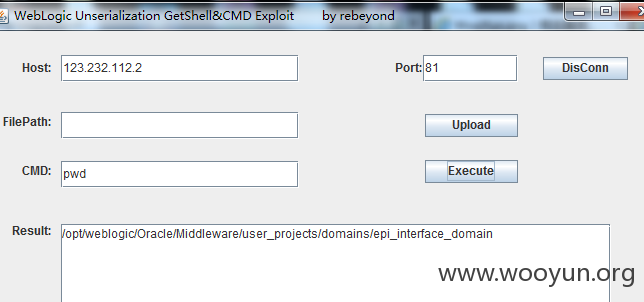 WebLogic Unserialization GetShell&CMD Exploit by rebeyond
Host: 123.232.112.2 Port: 81 DisConn
FilePath: Upload
CMD: pwd Execute
Result: /opt/weblogic/Oracle/Middleware/user_projects/domains/epi_interface_domain
www.wooyun.org